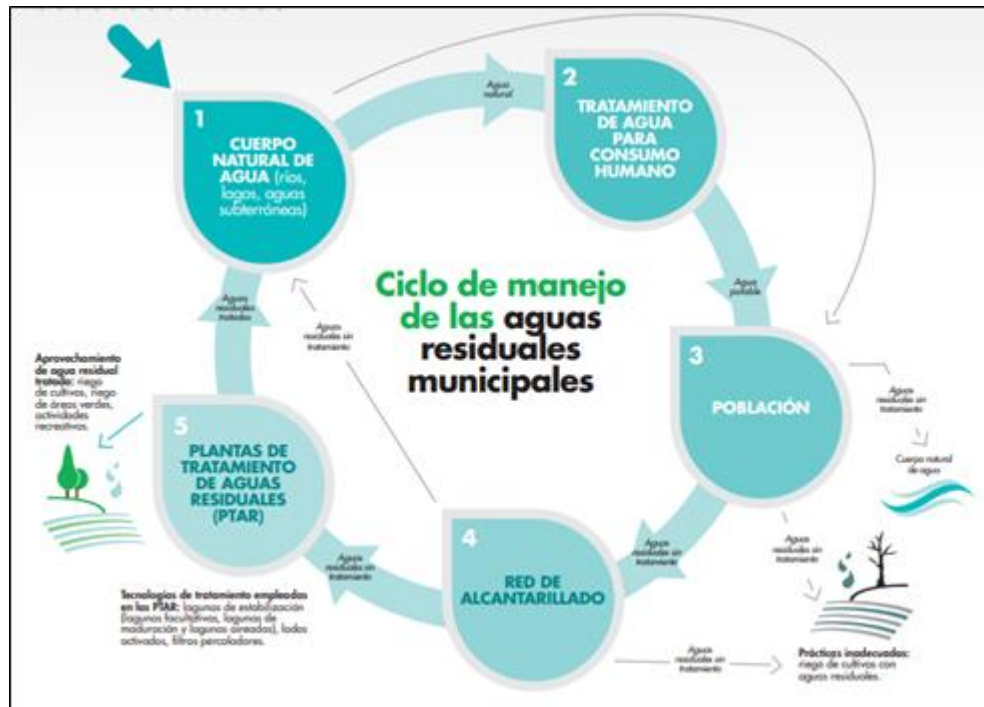 1
CUERPO
NATURAL DE
AGUA (ríos,
lagos, aguas
subterráneas)
Agua
natural
2
TRATAMIENTO
DE AGUA
PARA
CONSUMO
HUMANO
Agua
potable
Ciclo de manejo
de las aguas
residuales
municipales
3
POBLACIÓN
Aguas
residuales sin
tratamiento
Cuerpo natural
de agua
Aguas
residuales sin
tratamiento
Prácticas inadecuadas:
riego de cultivos con
aguas residuales.
Aguas
residuales sin
tratamiento
4
RED DE
ALCANTARILLADO
Aguas
residuales sin
tratamiento
Aguas
residuales sin
tratamiento
Aguas
residuales sin
tratamiento
5
PLANTAS DE
TRATAMIENTO
DE AGUAS
RESIDUALES
(PTAR)
Tecnologías de tratamiento empleadas
en las PTAR: lagunas de estabilización
(lagunas facultativas, lagunas de
maduración y lagunas aireadas), lodos
activados, filtros percoladores.
Aprovechamiento
de agua residual
tratada: riego
de cultivos, riego
de áreas verdes,
actividades
recreativas.
Aguas
residuales
tratadas